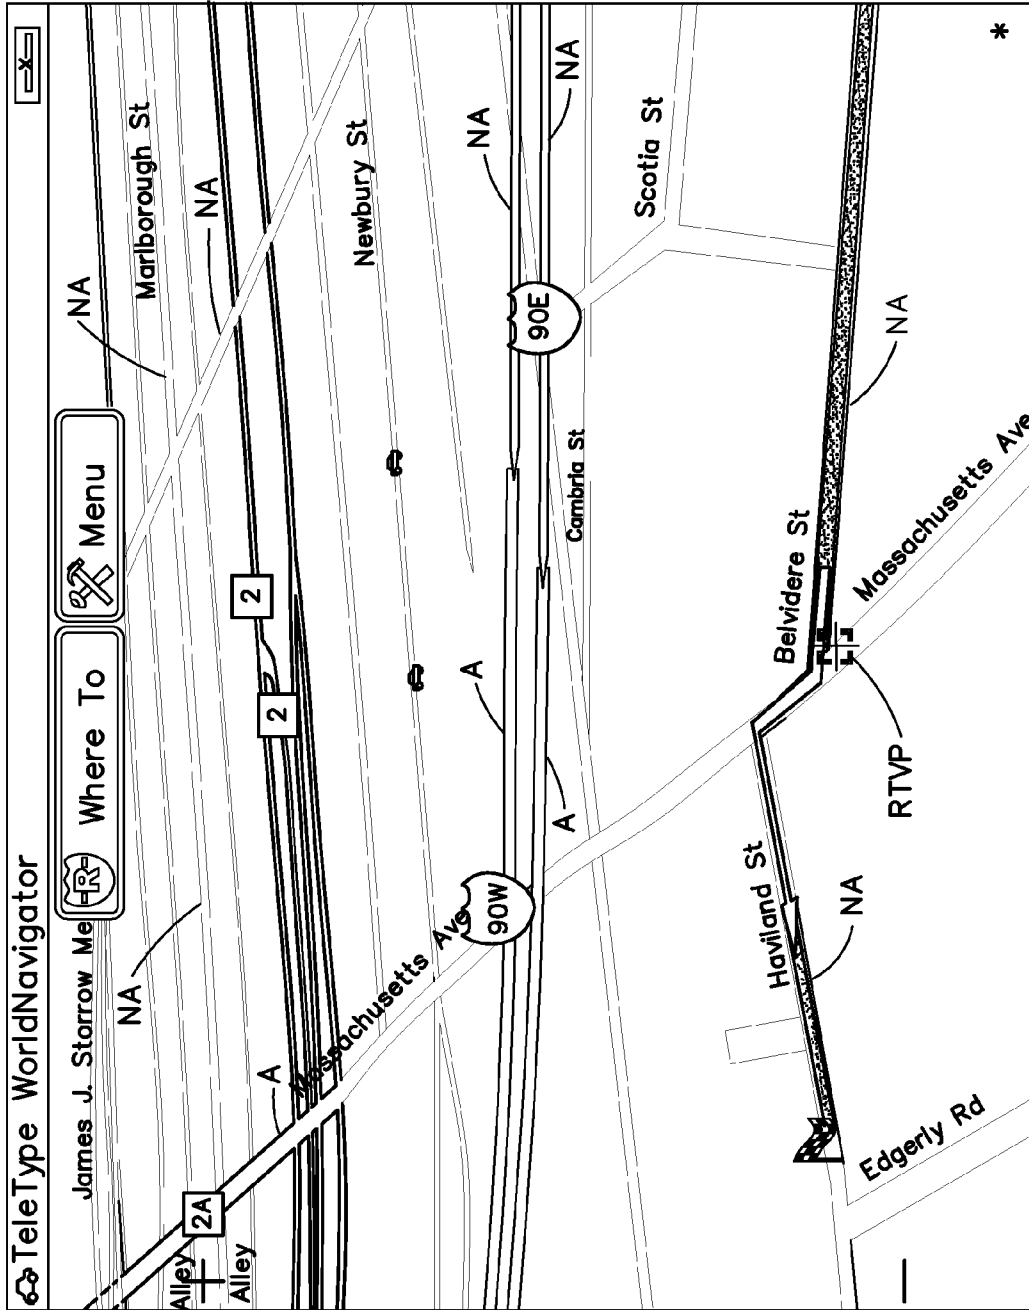 TeleType WorldNavigator
x
James J. Storrow Me
R Where To
Menu
NA
Marlborough St
NA
NA
Alley
Alley
2A
A
2
2
Massachusetts Ave
Newbury St
NA
NA
A
A
90W
90E
Cambria St
Scotia St
Haviland St
NA
Belvidere St
NA
RTVP
Massachusetts Ave
Edgerly Rd
*